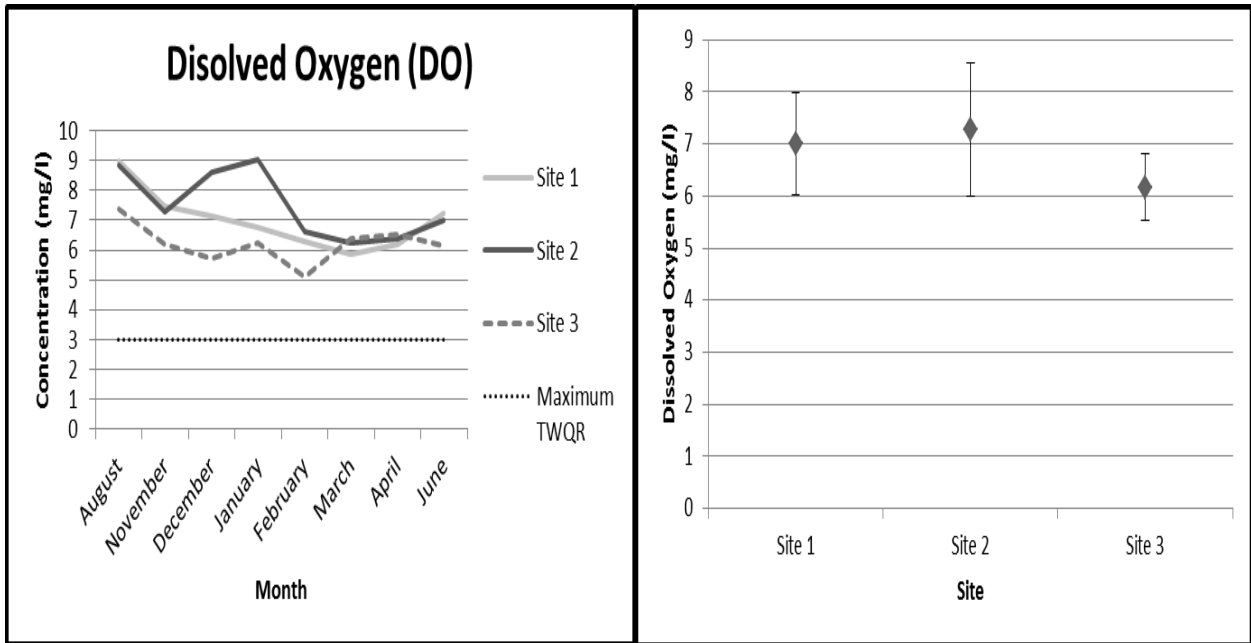 Disolved Oxygen (DO)
Concentration (mg/l)
10
9
8
7
6
5
4
3
2
1
0
August
November
December
January
February
March
April
June
Month
Site 1
Site 2
Site 3
Maximum
TWQR
Dissolved Oxygen (mg/l)
9
8
7
6
5
4
3
2
1
0
Site 1
Site 2
Site 3
Site